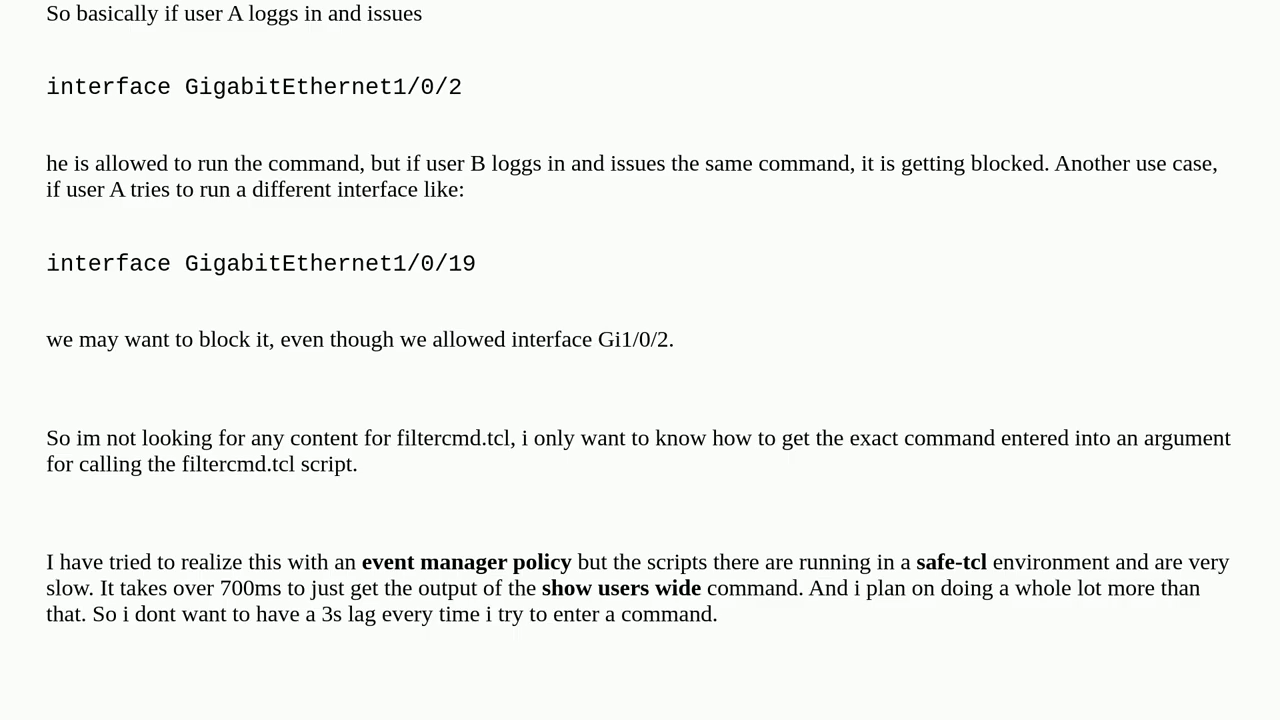 So basically if user A loggs in and issues
interface GigabitEthernet1/0/2
he is allowed to run the command, but if user B loggs in and issues the same command, it is getting blocked. Another use case,
if user A tries to run a different interface like:
interface GigabitEthernet1/0/19
we may want to block it, even though we allowed interface Gi1/0/2.
So im not looking for any content for filtercmd.tcl, i only want to know how to get the exact command entered into an argument
for calling the filtercmd.tcl script.
I have tried to realize this with an event manager policy but the scripts there are running in a safe-tcl environment and are very
slow. It takes over 700ms to just get the output of the show users wide command. And i plan on doing a whole lot more than
that. So i dont want to have a 3s lag every time i try to enter a command.